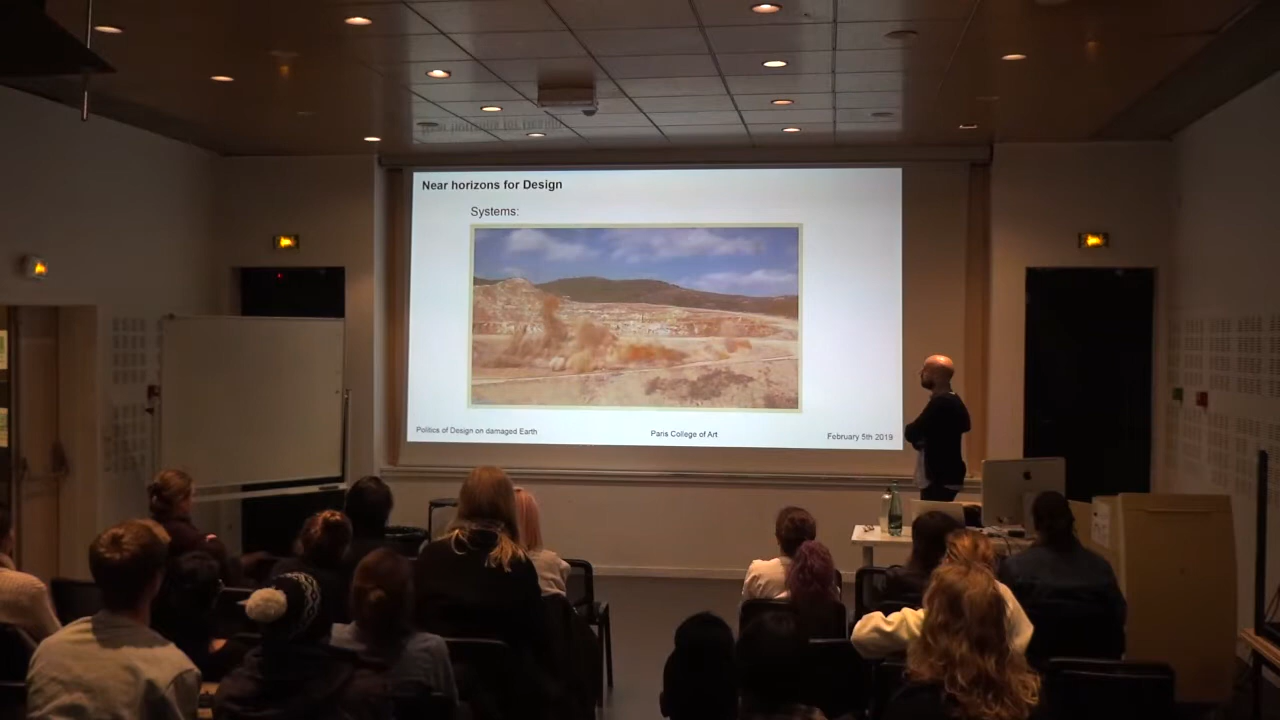 Near horizons for Design
Systems:
Politics of Design on damaged Earth
Paris College of Art
February 5th 2019